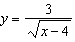 y = 3/√(x−4)